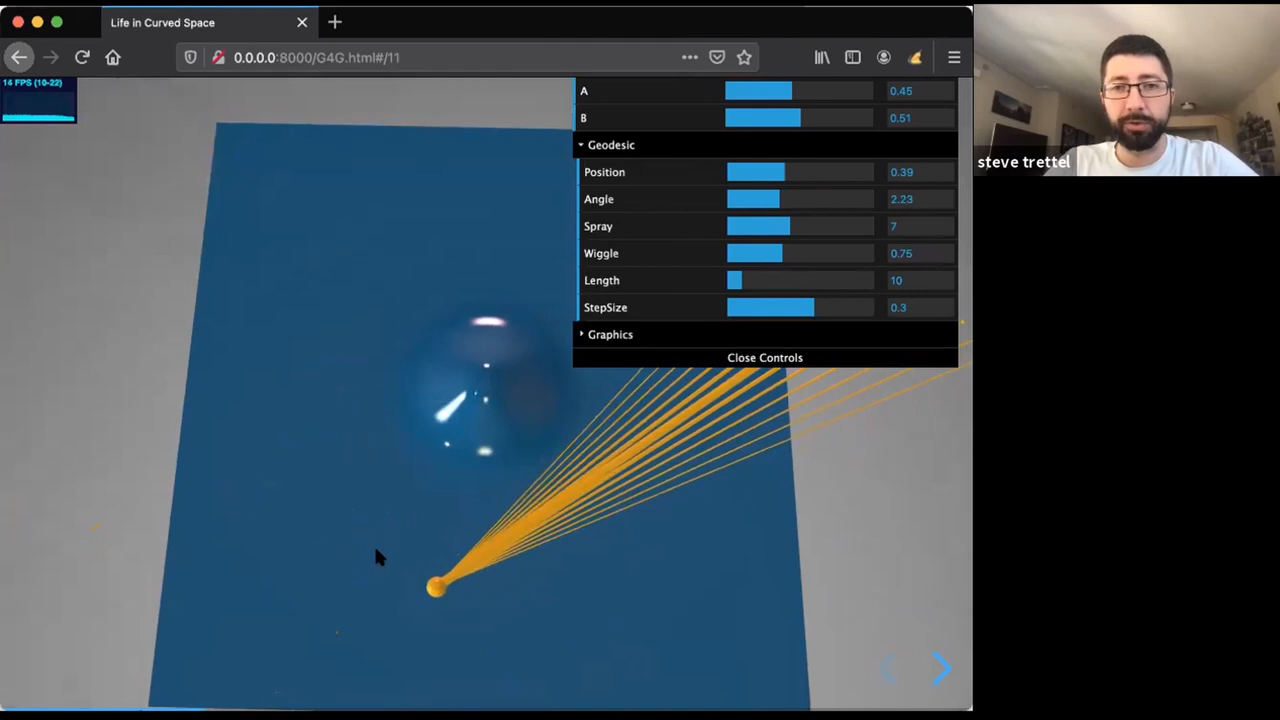 Life in Curved Space
0.0.0.0:8000/G4G.html#/11
14 FPS (10-22)
A 0.45
B 0.51
Geodesic
Position 0.39
Angle 2.23
Spray 7
Wiggle 0.75
Length 10
StepSize 0.3
Graphics
Close Controls
steve trettel